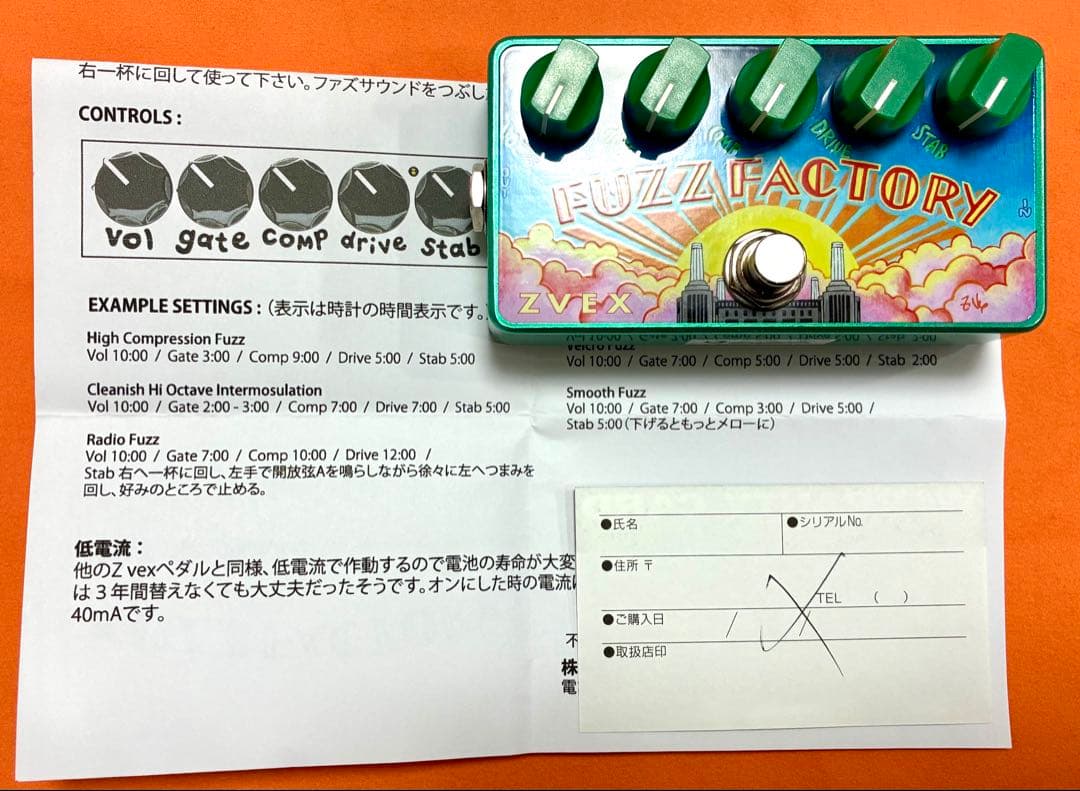 右一杯に回して使って下さい。ファズサウンドをつぶし
CONTROLS :
vol gate comp drive stab
EXAMPLE SETTINGS : (表示は時計の時間表示です。)
High Compression Fuzz
Vol 10:00 / Gate 3:00 / Comp 9:00 / Drive 5:00 / Stab 5:00
Cleanish Hi Octave Intermosulation
Vol 10:00 / Gate 2:00 - 3:00 / Comp 7:00 / Drive 7:00 / Stab 5:00
Radio Fuzz
Vol 10:00 / Gate 7:00 / Comp 10:00 / Drive 12:00 /
Stab 右へ一杯に回し、左手で開放弦Aを鳴らしながら徐々に左へつまみを
回し、好みのところで止める。
低電流：
他のZ vexペダルと同様、低電流で作動するので電池の寿命が大変
は３年間替えなくても大丈夫だったそうです。オンにした時の電流は
40mAです。
DRIVE STAB
FUZZ FACTORY
IN
ZVEX
Velcro Fuzz
Vol 10:00 / Gate 7:00 / Comp 5:00 / Drive 5:00 / Stab 2:00
Smooth Fuzz
Vol 10:00 / Gate 7:00 / Comp 3:00 / Drive 5:00 /
Stab 5:00（下げるともっとメローに）
不
株
電
●氏名 ●シリアルNo.
●住所 〒
TEL ( )
●ご購入日 / /
●取扱店印